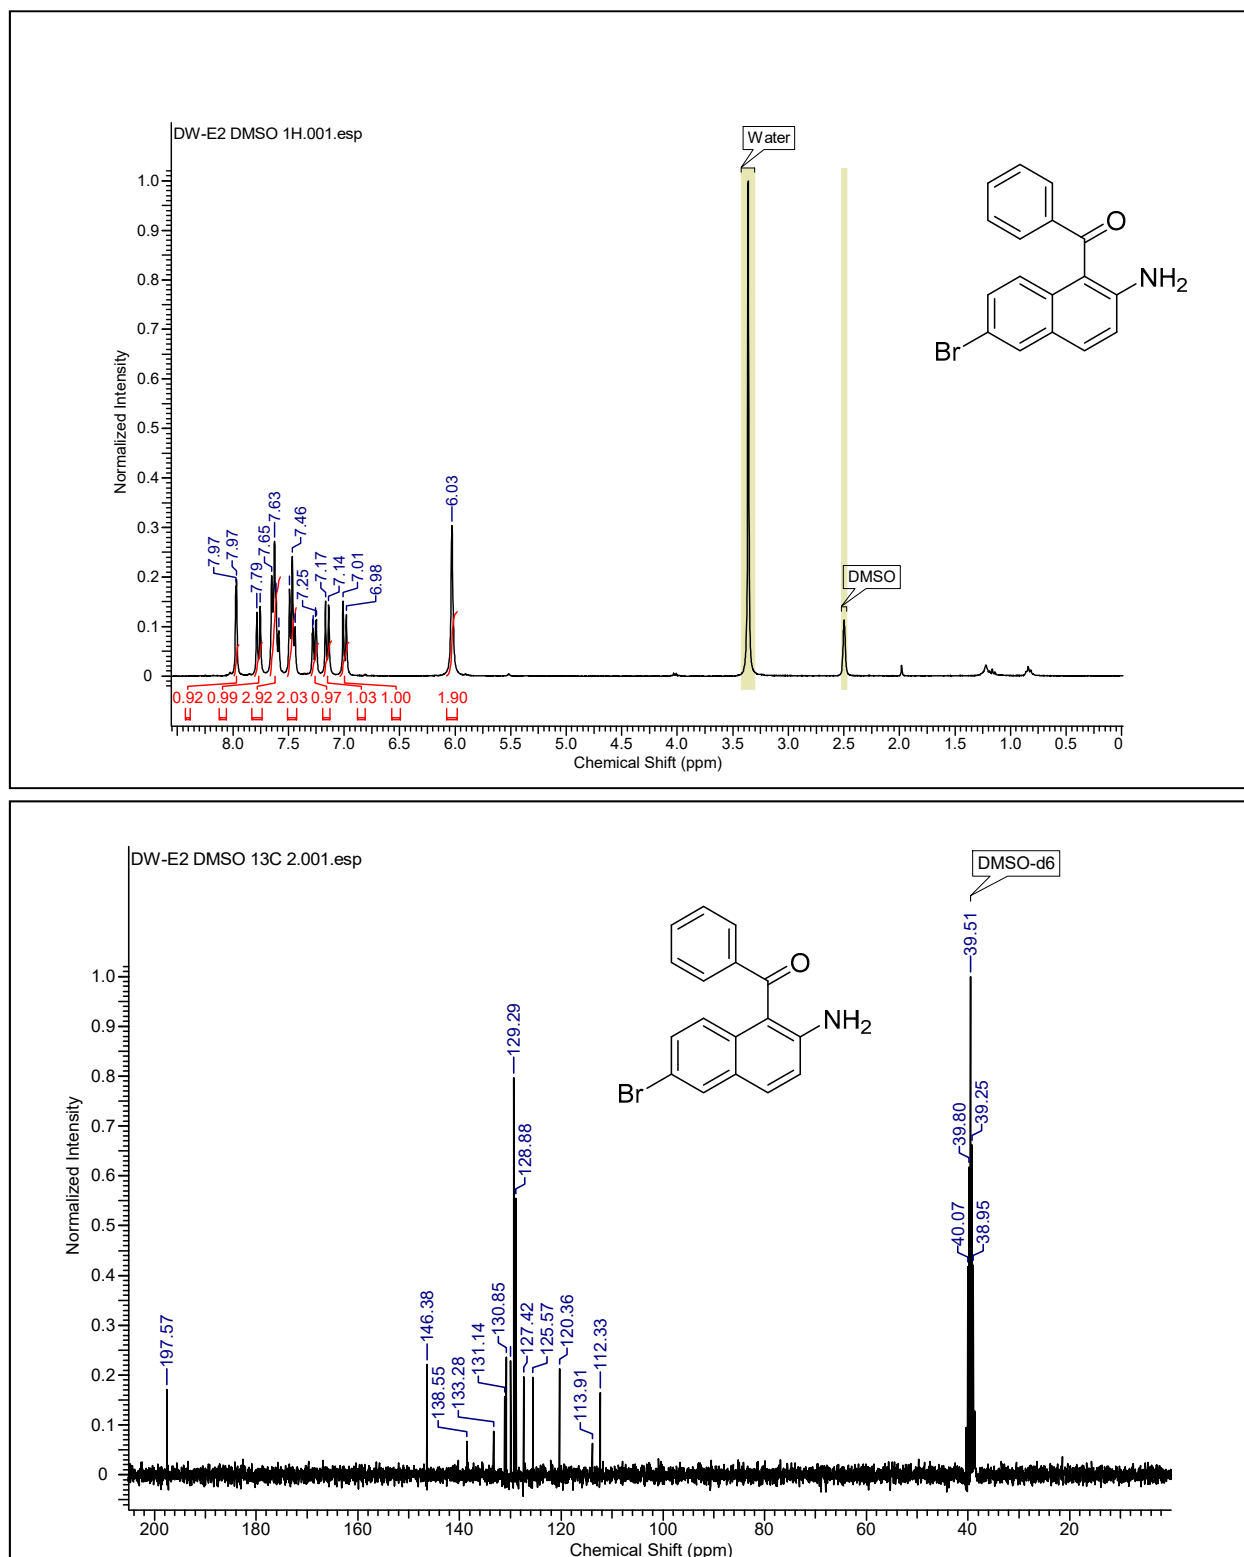 DW-E2 DMSO 1H.001.esp
Water
DMSO
O
NH2
Br
Normalized Intensity
1.0
0.9
0.8
0.7
0.6
0.5
0.4
0.3
0.2
0.1
0
7.97
7.97
7.79
7.65
7.63
7.46
7.25
7.17
7.14
7.01
6.98
6.03
0.92 0.99 2.92 2.03 0.97 1.03 1.00 1.90
8.0 7.5 7.0 6.5 6.0 5.5 5.0 4.5 4.0 3.5 3.0 2.5 2.0 1.5 1.0 0.5 0
Chemical Shift (ppm)
DW-E2 DMSO 13C 2.001.esp
DMSO-d6
O
NH2
Br
Normalized Intensity
1.0
0.9
0.8
0.7
0.6
0.5
0.4
0.3
0.2
0.1
0
197.57
146.38
138.55
133.28
131.14
130.85
129.29
128.88
127.42
125.57
120.36
113.91
112.33
40.07
39.80
39.51
39.25
38.95
200 180 160 140 120 100 80 60 40 20
Chemical Shift (ppm)